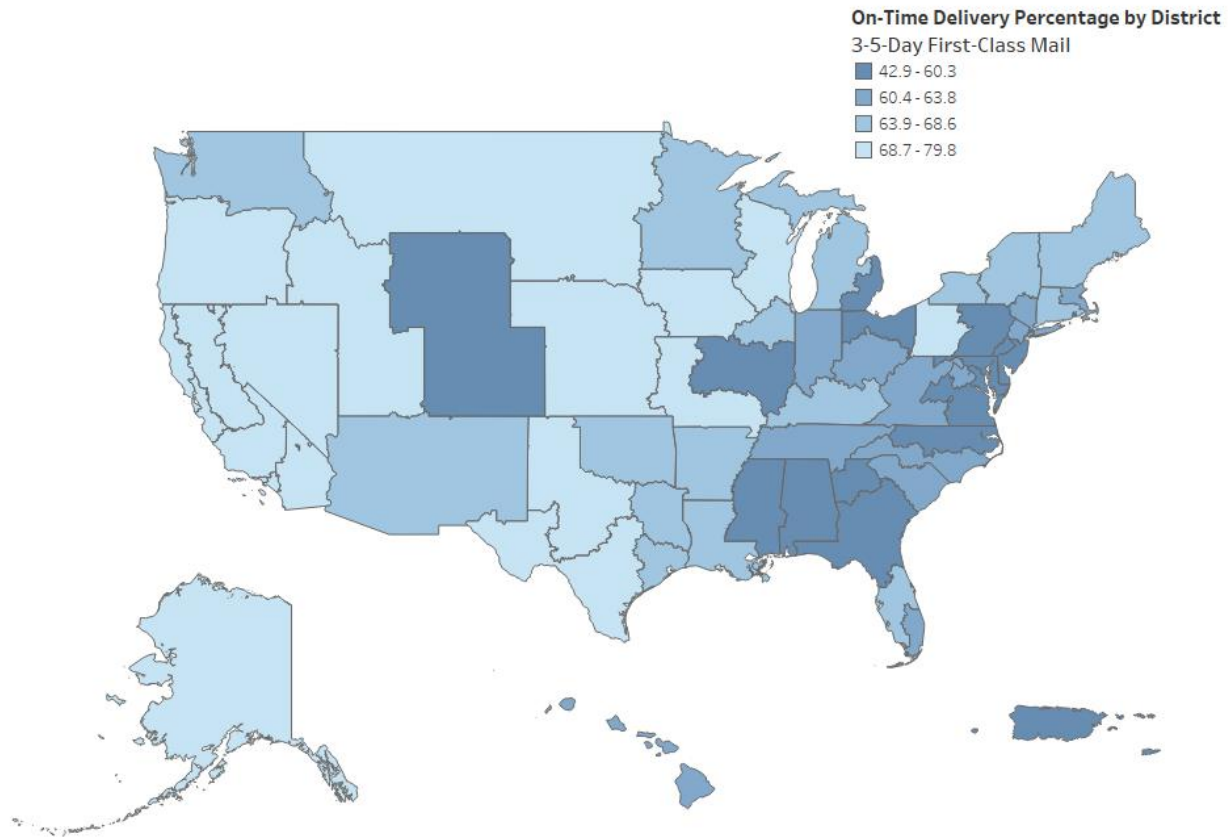 On-Time Delivery Percentage by District
3-5-Day First-Class Mail
42.9 - 60.3
60.4 - 63.8
63.9 - 68.6
68.7 - 79.8